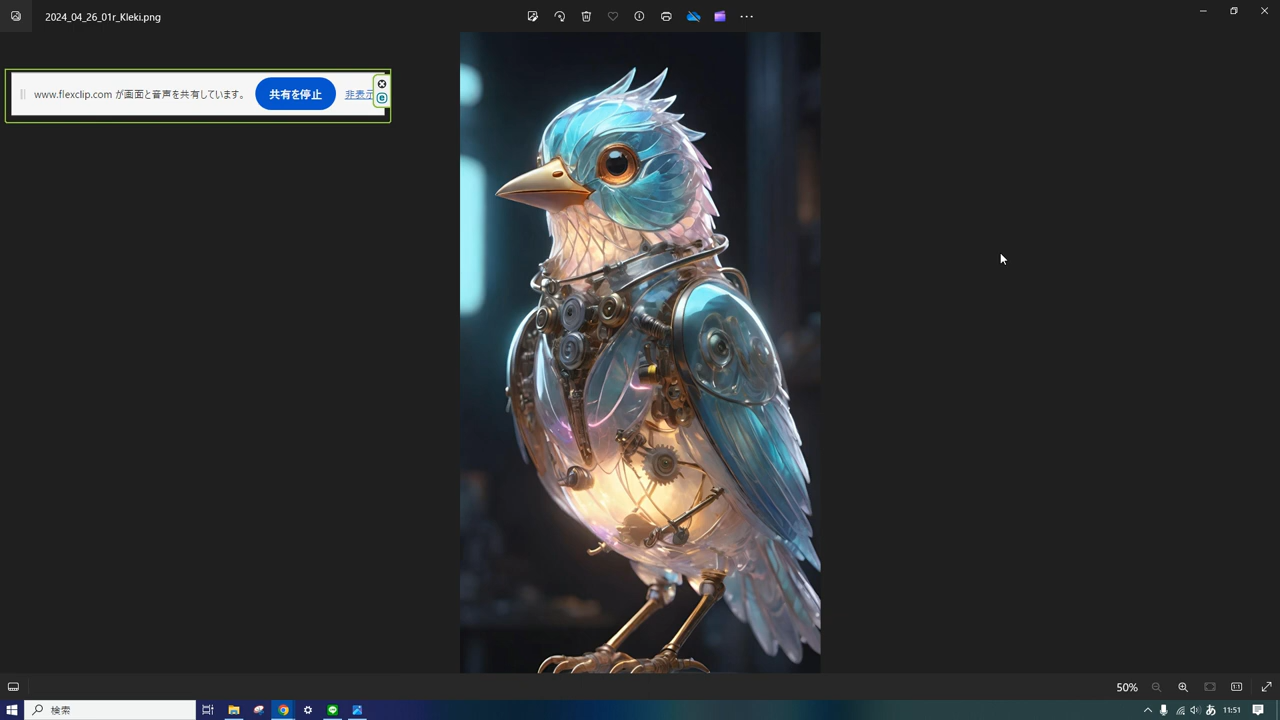 2024_04_26_01r_Kleki.png
www.flexclip.com が画面と音声を共有しています。 共有を停止 非表示
50%
検索
あ 11:51